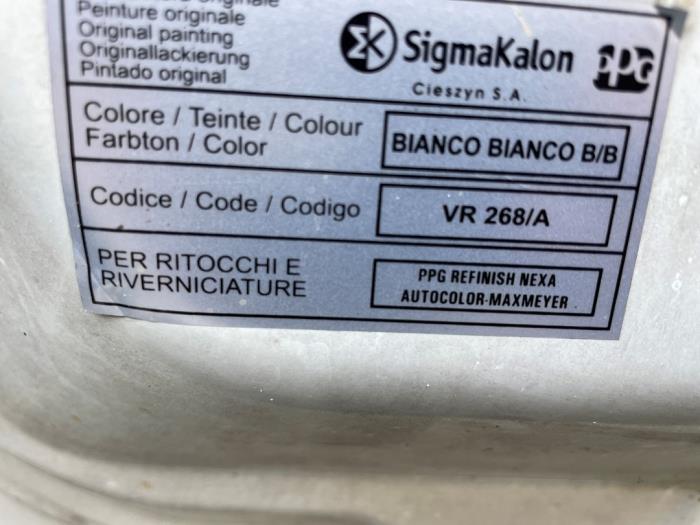 Peinture originale
Original painting
Originallackierung
Pintado original
SigmaKalon
PPG
Cieszyn S.A.
Colore / Teinte / Colour
Farbton / Color
BIANCO BIANCO B/B
Codice / Code / Codigo
VR 268/A
PER RITOCCHI E
RIVERNICIATURE
PPG REFINISH NEXA
AUTOCOLOR-MAXMEYER